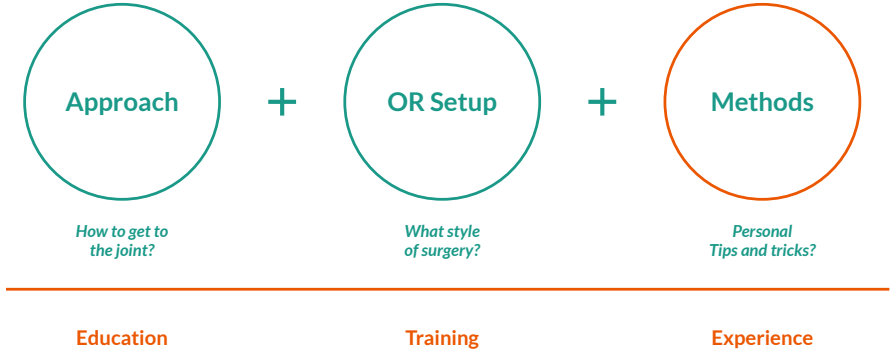 Approach + OR Setup + Methods
How to get to
the joint?
What style
of surgery?
Personal
Tips and tricks?
Education
Training
Experience